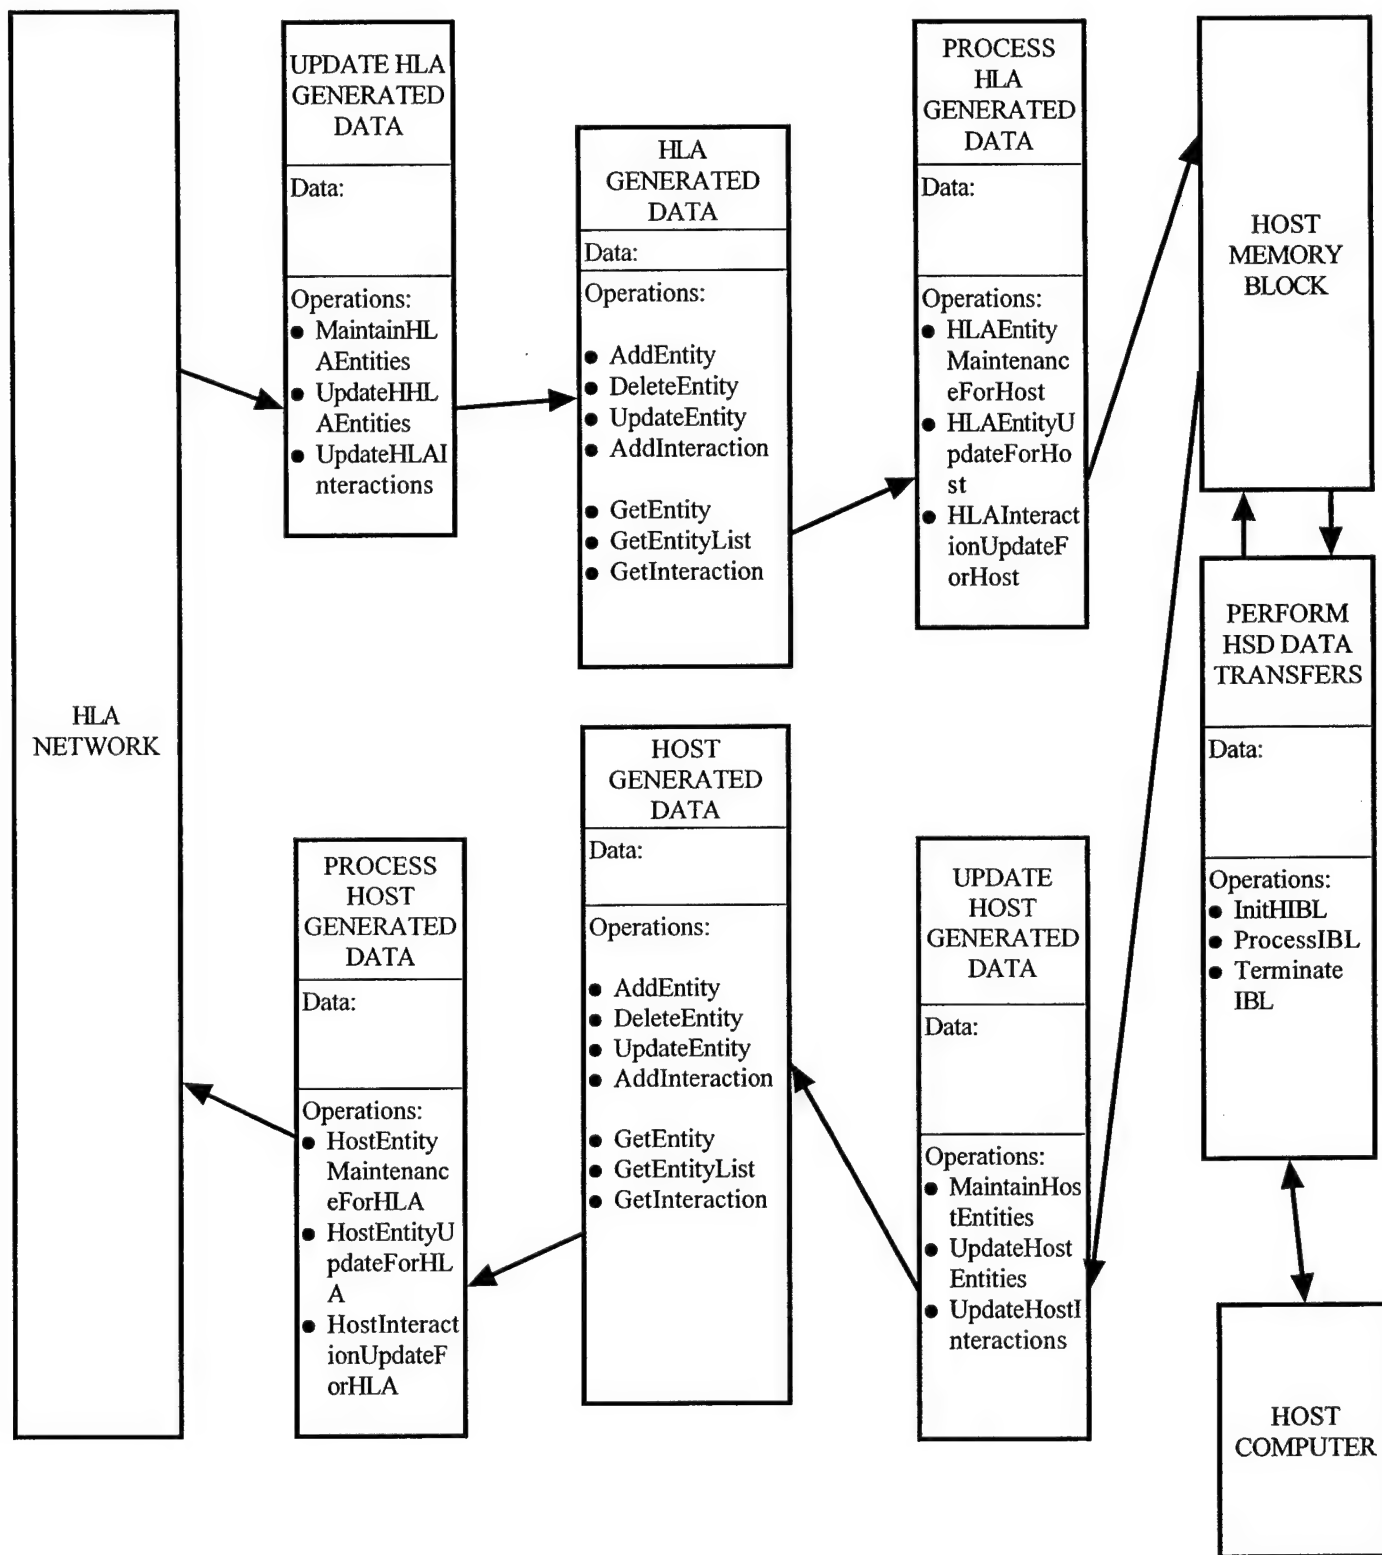 HLA
NETWORK
UPDATE HLA
GENERATED
DATA
Data:
Operations:
● MaintainHL
AEntities
● UpdateHHL
AEntities
● UpdateHLAI
nteractions
HLA
GENERATED
DATA
Data:
Operations:
● AddEntity
● DeleteEntity
● UpdateEntity
● AddInteraction
● GetEntity
● GetEntityList
● GetInteraction
PROCESS
HLA
GENERATED
DATA
Data:
Operations:
● HLAEntity
Maintenanc
eForHost
● HLAEntityU
pdateForHo
st
● HLAInteract
ionUpdateF
orHost
HOST
MEMORY
BLOCK
PERFORM
HSD DATA
TRANSFERS
Data:
Operations:
● InitHIBL
● ProcessIBL
● Terminate
IBL
HOST
COMPUTER
UPDATE
HOST
GENERATED
DATA
Data:
Operations:
● MaintainHos
tEntities
● UpdateHost
Entities
● UpdateHostI
nteractions
HOST
GENERATED
DATA
Data:
Operations:
● AddEntity
● DeleteEntity
● UpdateEntity
● AddInteraction
● GetEntity
● GetEntityList
● GetInteraction
PROCESS
HOST
GENERATED
DATA
Data:
Operations:
● HostEntity
Maintenanc
eForHLA
● HostEntityU
pdateForHL
A
● HostInteract
ionUpdateF
orHLA